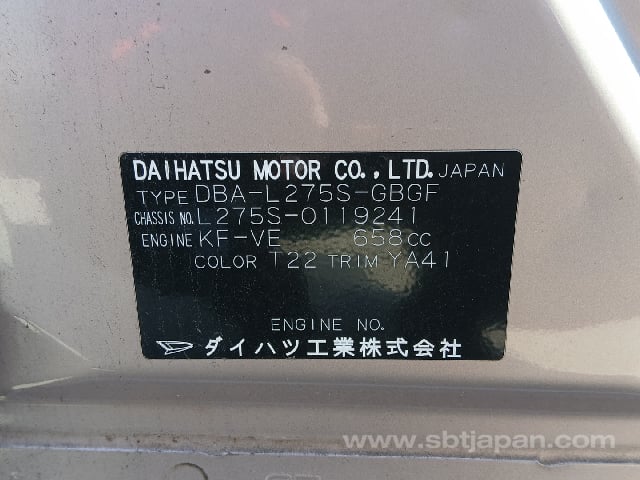 DAIHATSU MOTOR CO., LTD. JAPAN
TYPE DBA-L275S-GBGF
CHASSIS NO. L275S-0119241
ENGINE KF-VE 658CC
COLOR T22 TRIM YA41
ENGINE NO.
ダイハツ工業株式会社
www.sbtjapan.com